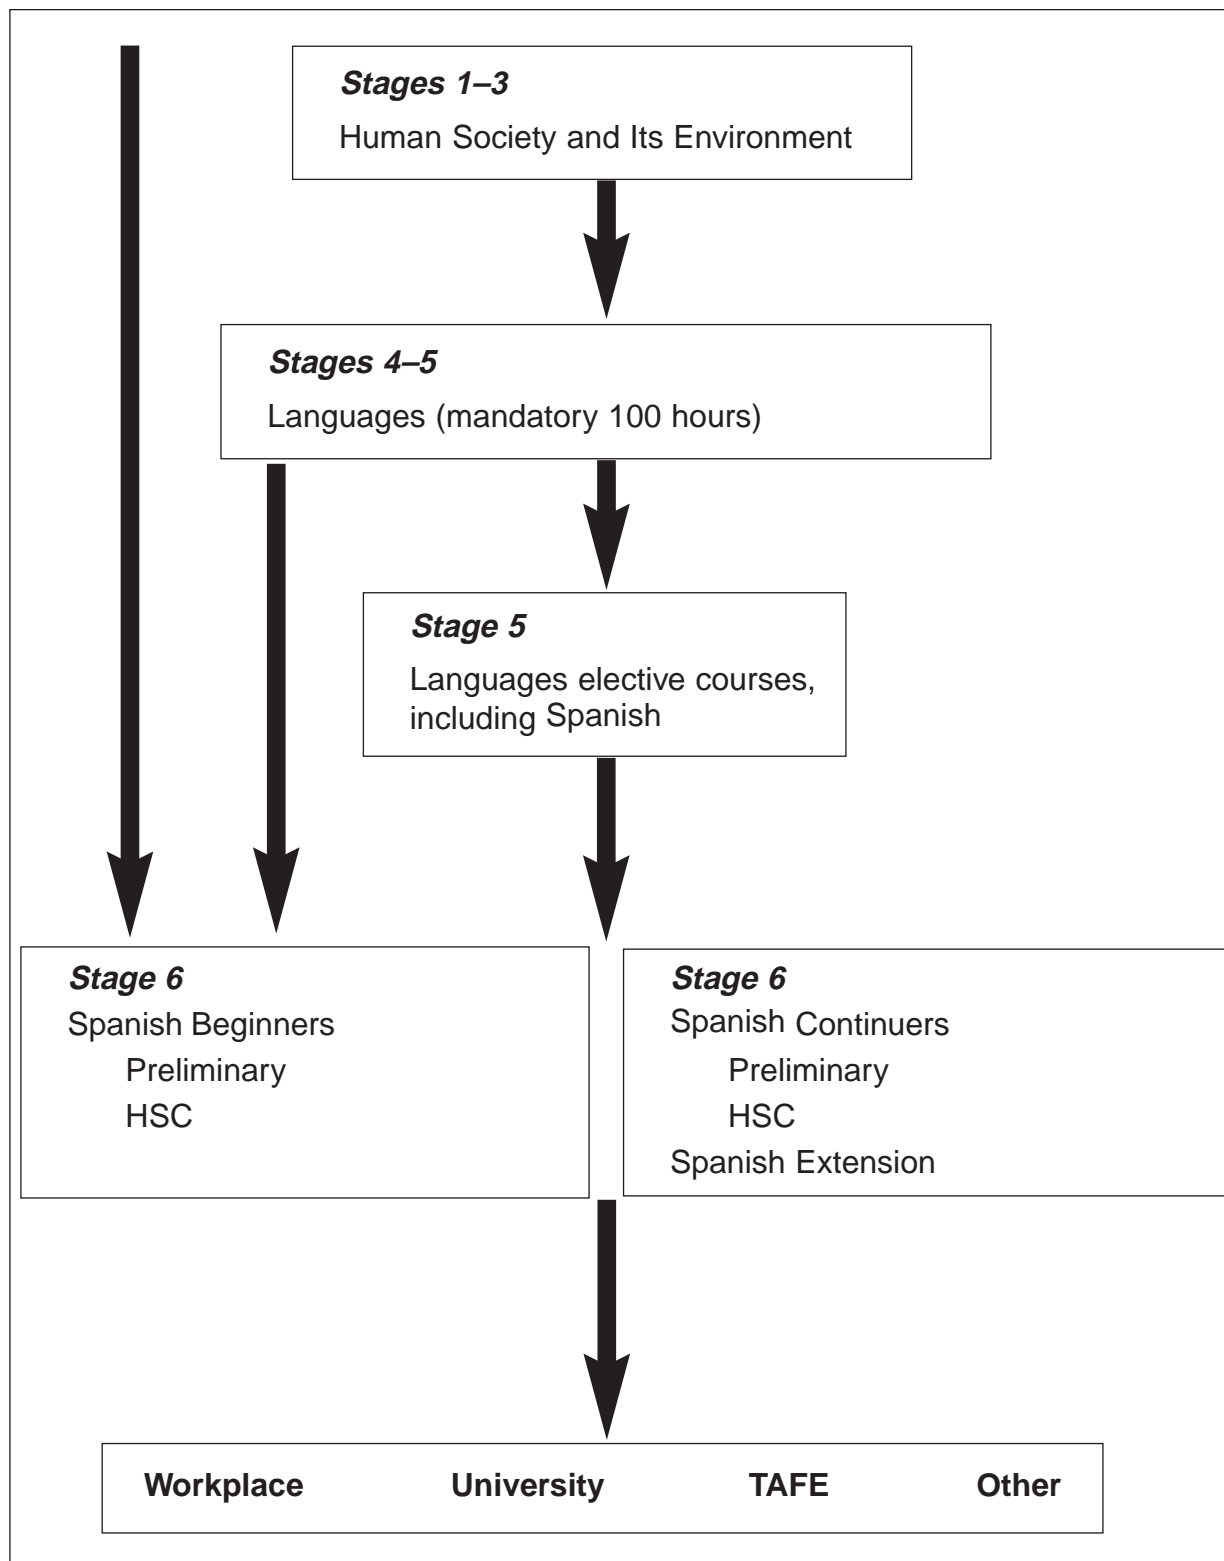 Stages 1–3
Human Society and Its Environment
Stages 4–5
Languages (mandatory 100 hours)
Stage 5
Languages elective courses,
including Spanish
Stage 6
Spanish Beginners
Preliminary
HSC
Stage 6
Spanish Continuers
Preliminary
HSC
Spanish Extension
Workplace University TAFE Other